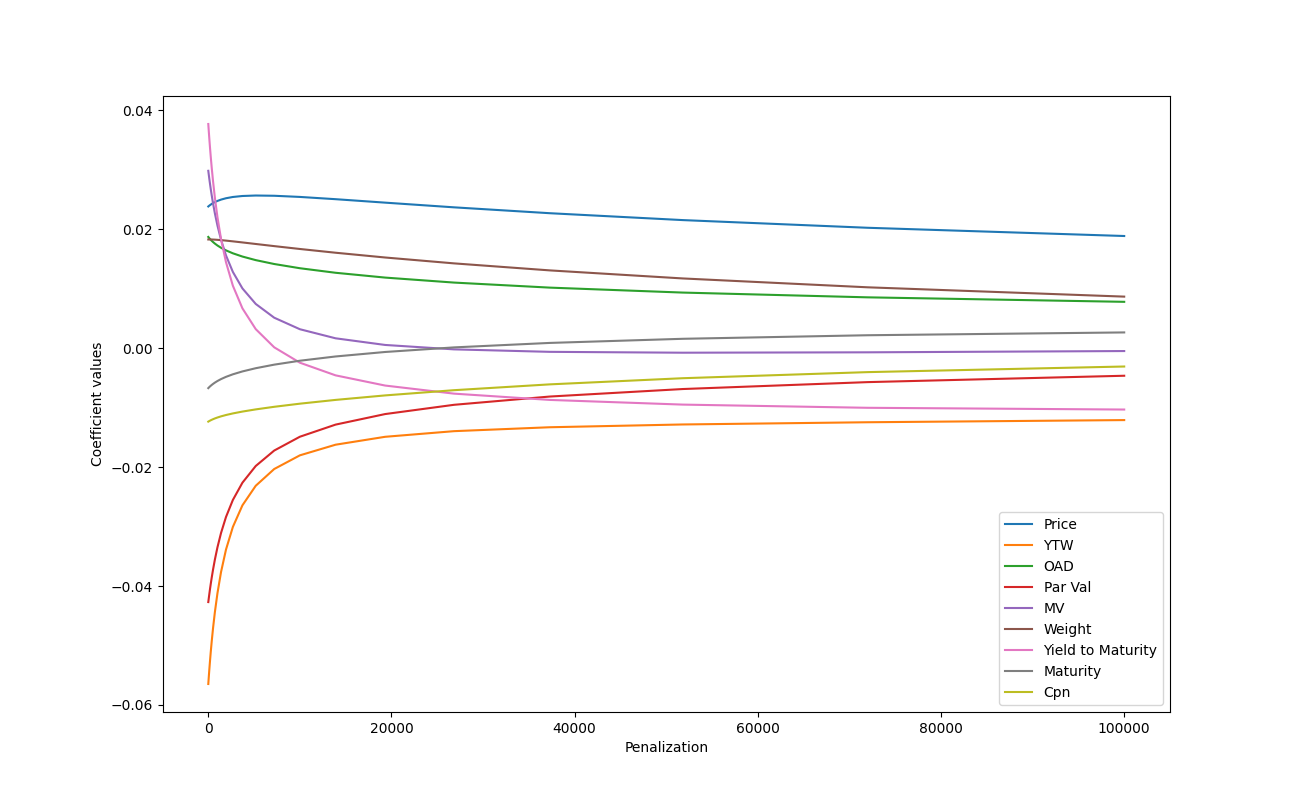 0.04
0.02
0.00
−0.02
−0.04
−0.06
Coefficient values
0
20000
40000
60000
80000
100000
Penalization
Price
YTW
OAD
Par Val
MV
Weight
Yield to Maturity
Maturity
Cpn